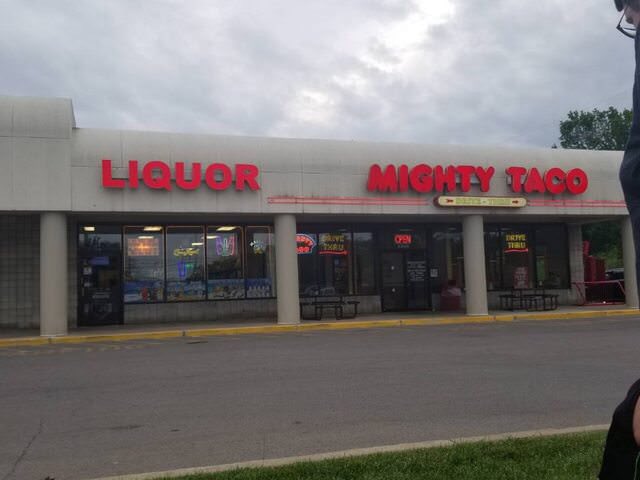 LIQUOR
MIGHTY TACO
DRIVE - THRU
DRIVE
THRU
OPEN
DRIVE
THRU